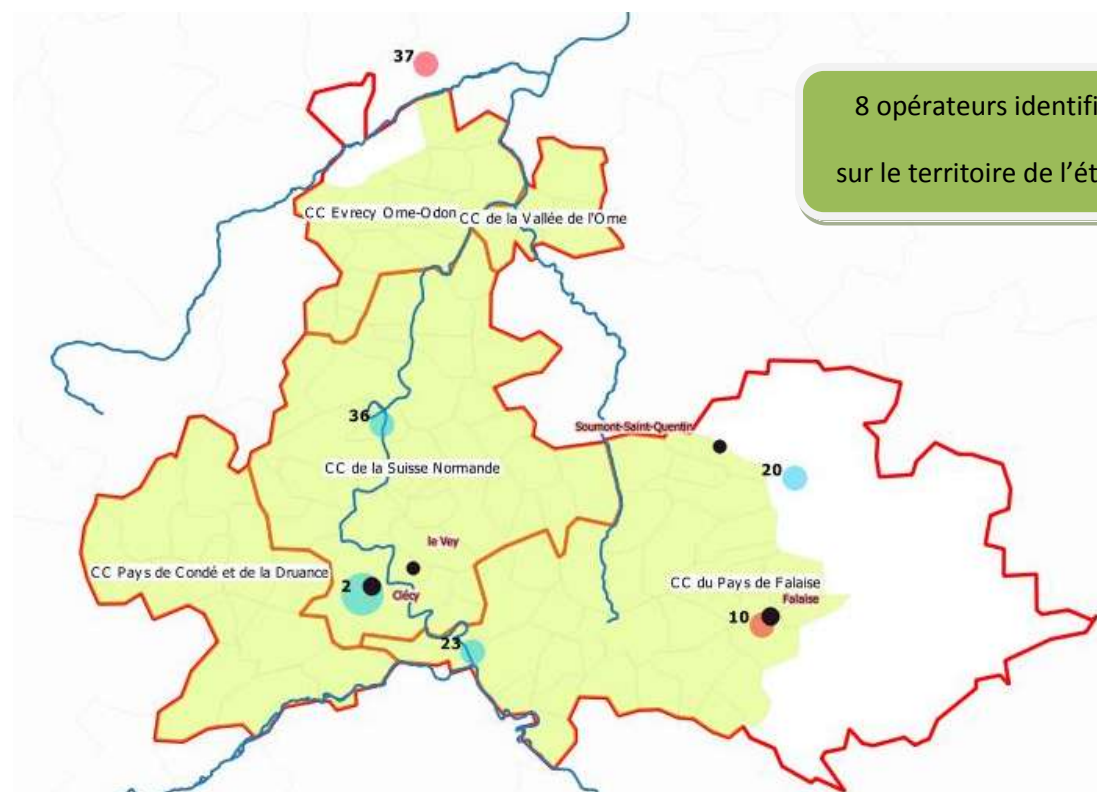 37
8 opérateurs identifi
sur le territoire de l'ét
CC Evrecy Orne-Odon
CC de la Vallée de l'Orne
36
Soumont-Saint-Quentin
20
CC de la Suisse Normande
le Vey
CC Pays de Condé et de la Druance
2
Clécy
CC du Pays de Falaise
Falaise
10
23